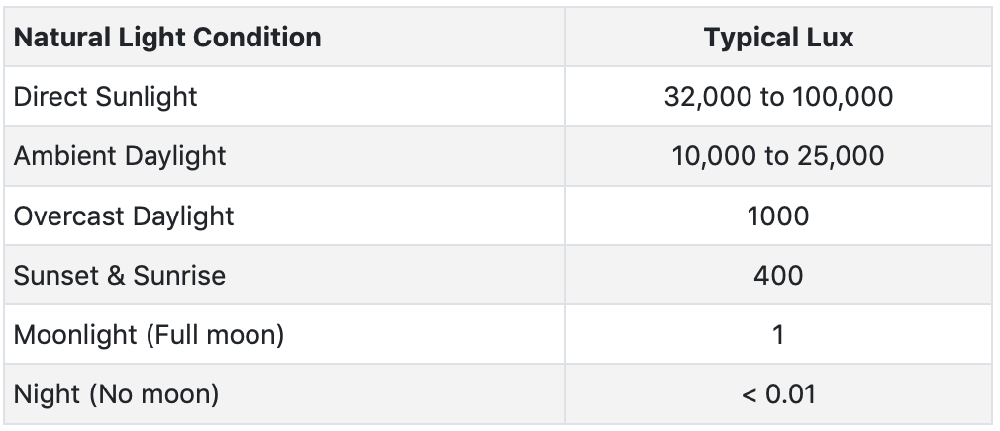 Natural Light Condition Typical Lux
Direct Sunlight 32,000 to 100,000
Ambient Daylight 10,000 to 25,000
Overcast Daylight 1000
Sunset & Sunrise 400
Moonlight (Full moon) 1
Night (No moon) < 0.01